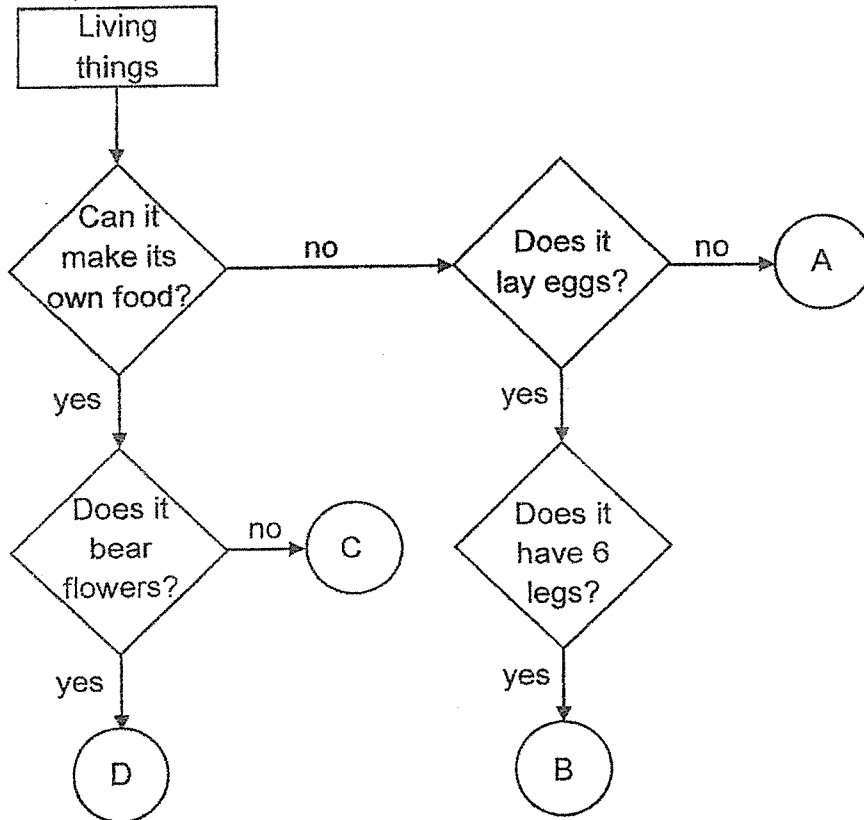 Living
things
Can it
make its
own food?
no
Does it
lay eggs?
no
A
yes
yes
Does it
bear
flowers?
no
C
Does it
have 6
legs?
yes
yes
D
B